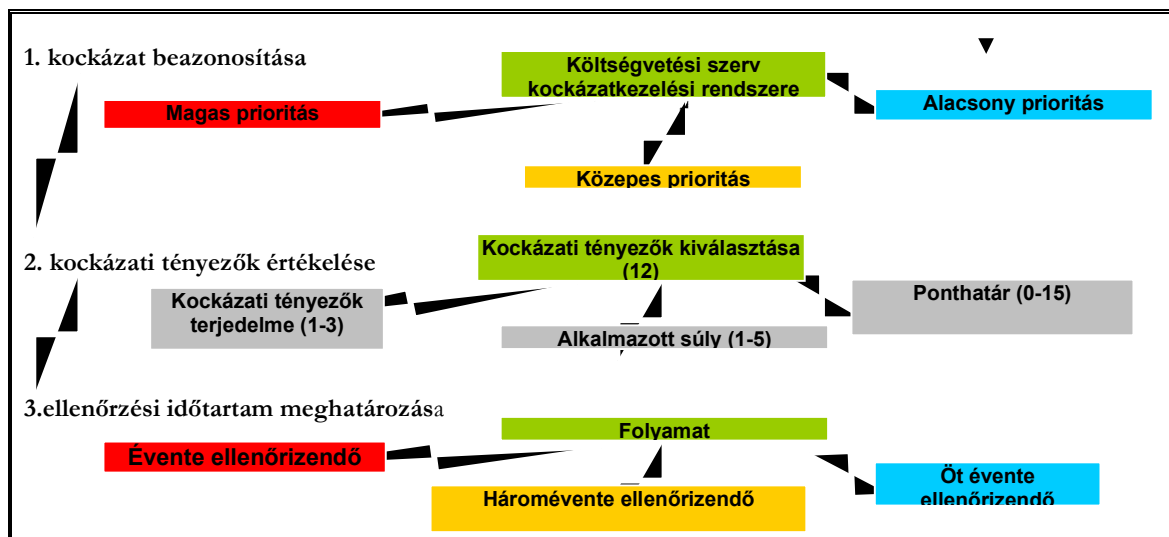 1. kockázat beazonosítása
Költségvetési szerv
kockázatkezelési rendszere
Magas prioritás
Alacsony prioritás
Közepes prioritás
2. kockázati tényezők értékelése
Kockázati tényezők kiválasztása
(12)
Kockázati tényezők
terjedelme (1-3)
Ponthatár (0-15)
Alkalmazott súly (1-5)
3.ellenőrzési időtartam meghatározása
Folyamat
Évente ellenőrizendő
Háromévente ellenőrizendő
Öt évente
ellenőrizendő